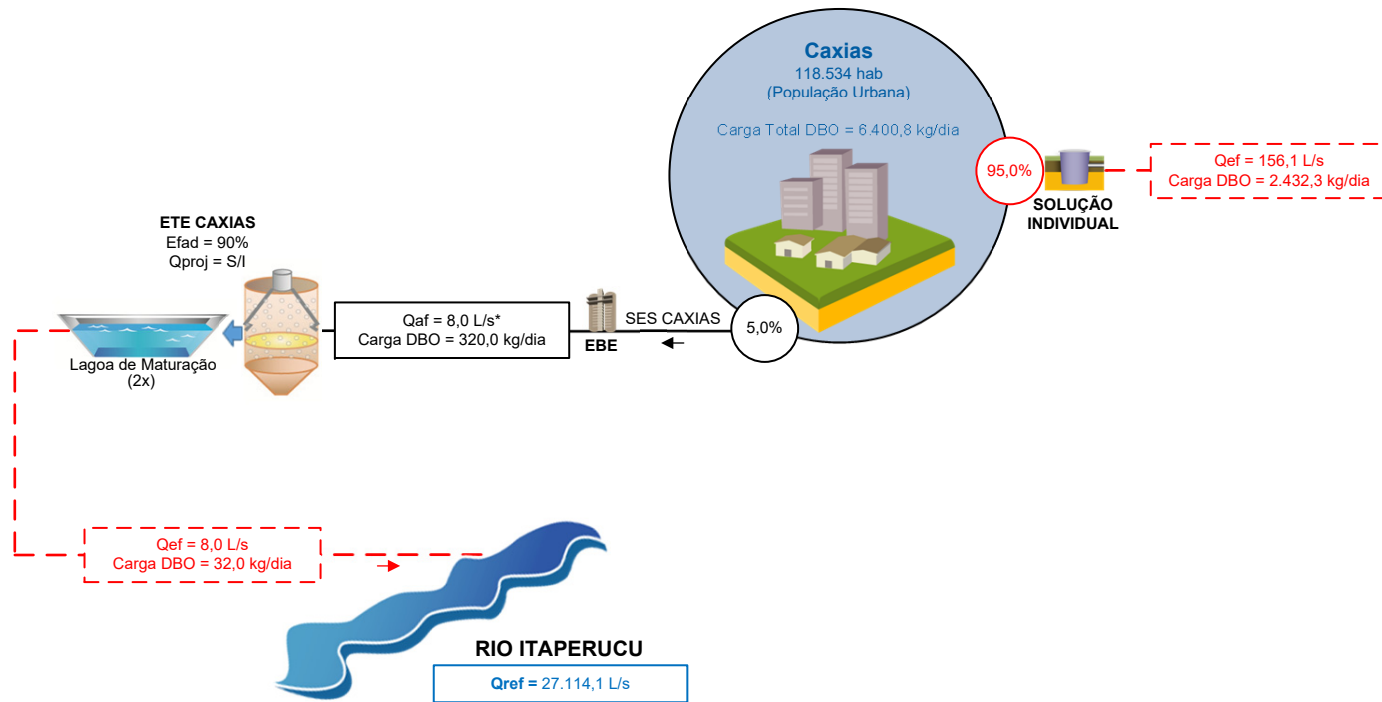 Caxias
118.534 hab
(População Urbana)
Carga Total DBO = 6.400,8 kg/dia
95,0%
SOLUÇÃO
INDIVIDUAL
Qef = 156,1 L/s
Carga DBO = 2.432,3 kg/dia
ETE CAXIAS
Efad = 90%
Qproj = S/I
Lagoa de Maturação
(2x)
Qaf = 8,0 L/s*
Carga DBO = 320,0 kg/dia
EBE
SES CAXIAS
5,0%
Qef = 8,0 L/s
Carga DBO = 32,0 kg/dia
RIO ITAPERUCU
Qref = 27.114,1 L/s